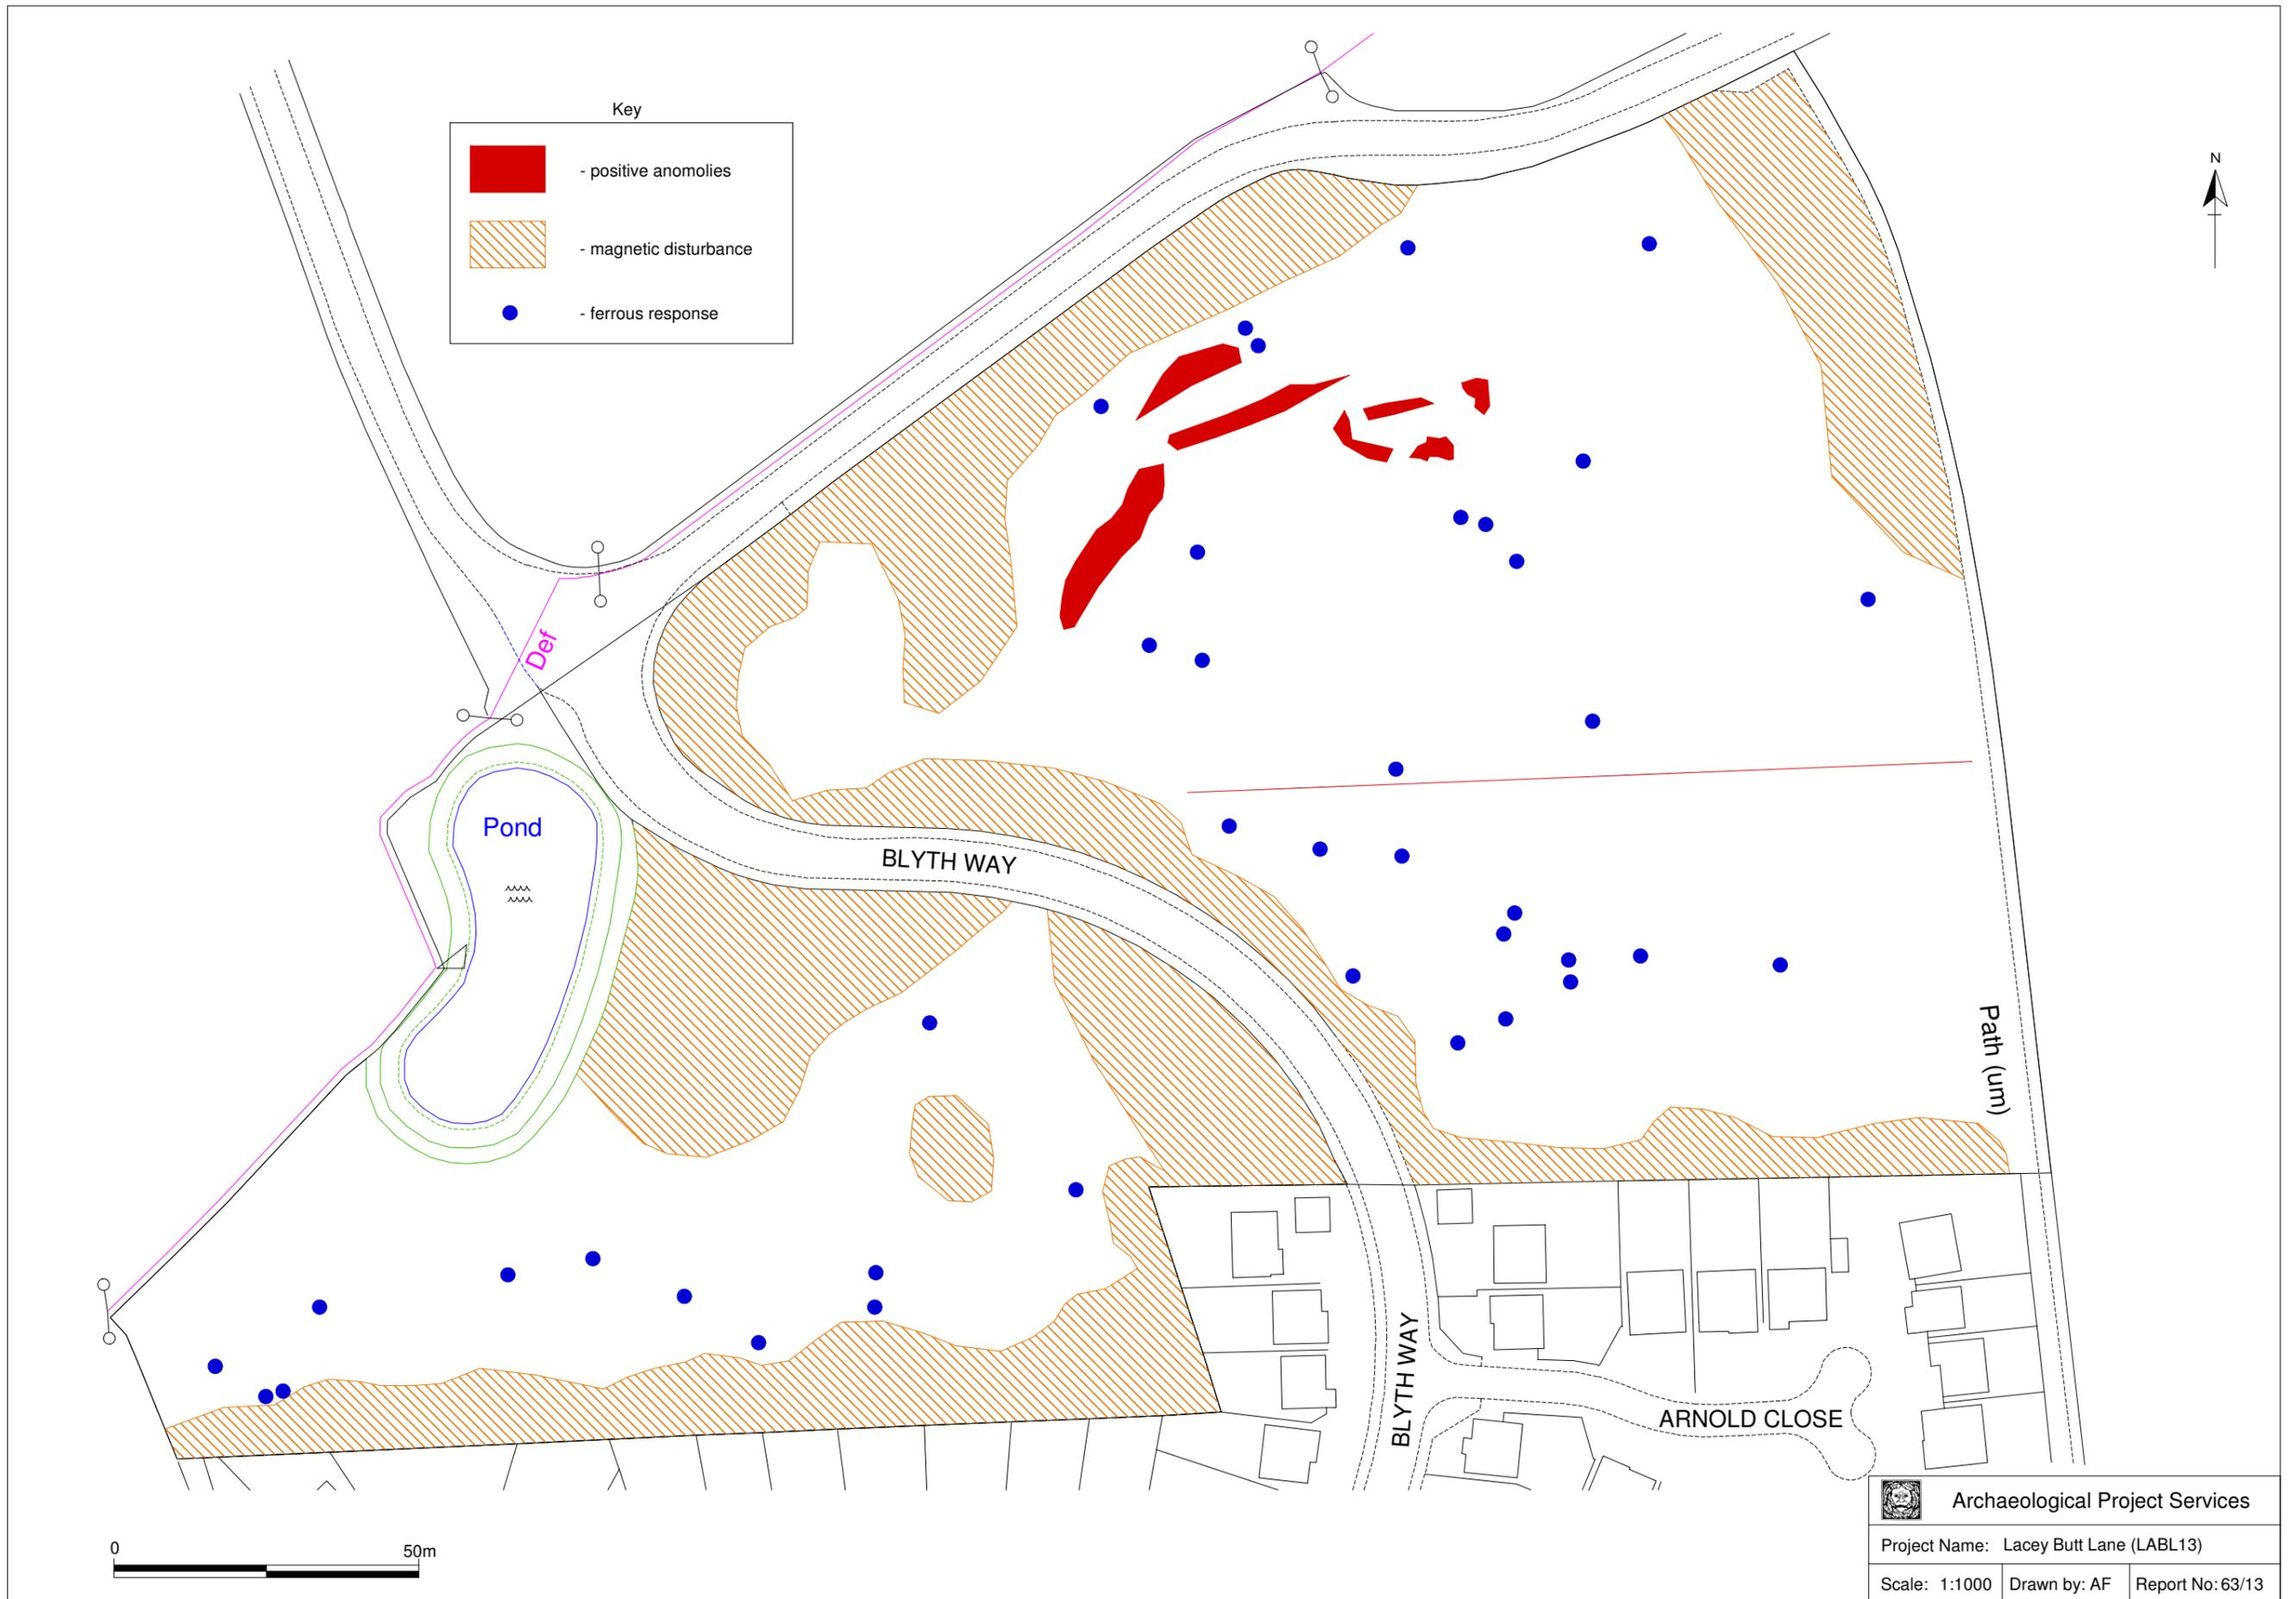 Key
- positive anomolies
- magnetic disturbance
- ferrous response
N
Def
Pond
BLYTH WAY
Path (um)
BLYTH WAY
ARNOLD CLOSE
0 50m
Archaeological Project Services
Project Name: Lacey Butt Lane (LABL13)
Scale: 1:1000 Drawn by: AF Report No: 63/13